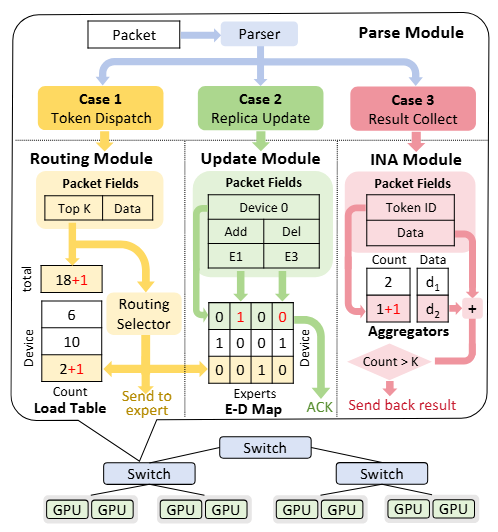 Packet
Parser
Parse Module
Case 1
Token Dispatch
Case 2
Replica Update
Case 3
Result Collect
Routing Module
Packet Fields
Top K
Data
total
18+1
Device
6
10
2+1
Count
Load Table
Routing
Selector
Send to
expert
Update Module
Packet Fields
Device 0
Add
Del
E1
E3
0 1 0 0
1 0 0 1
0 0 1 0
Device
Experts
E-D Map
ACK
INA Module
Packet Fields
Token ID
Data
Count
Data
2
d1
1+1
d2
+
Aggregators
Count > K
Send back result
Switch
Switch
Switch
GPU
GPU
GPU
GPU
GPU
GPU
GPU
GPU